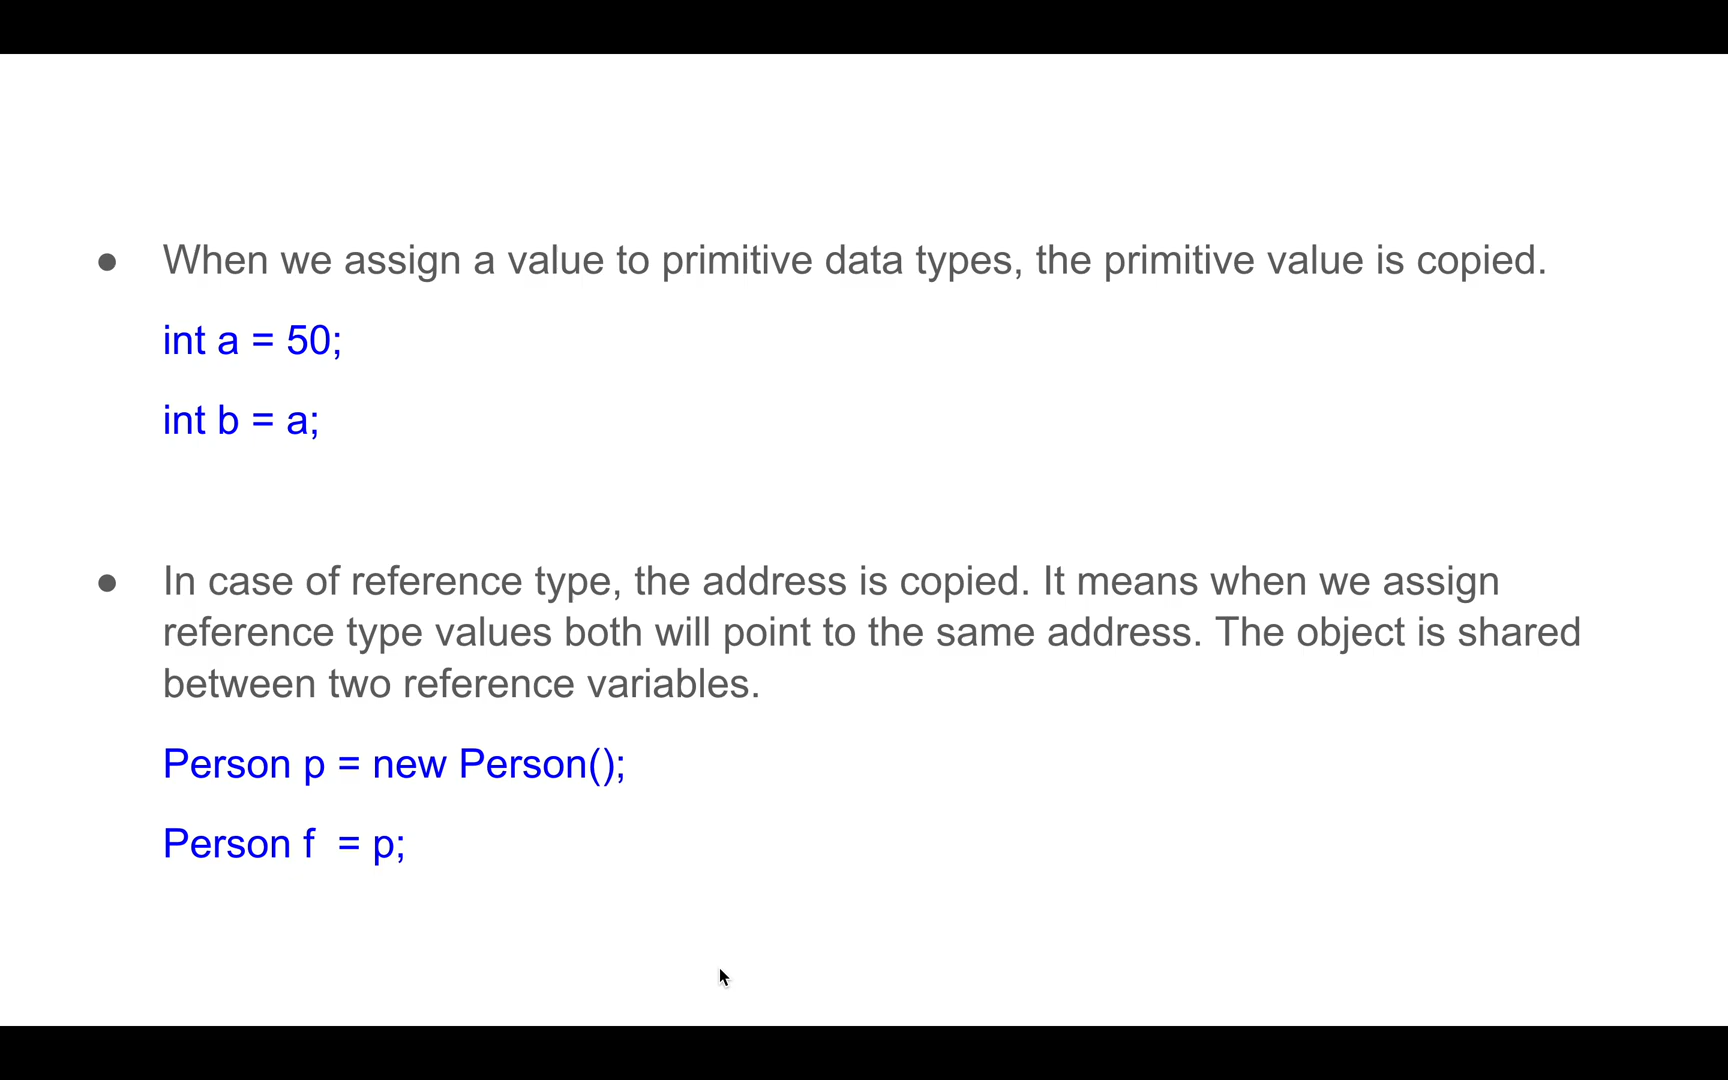 ● When we assign a value to primitive data types, the primitive value is copied.
int a = 50;
int b = a;
● In case of reference type, the address is copied. It means when we assign
reference type values both will point to the same address. The object is shared
between two reference variables.
Person p = new Person();
Person f  = p;